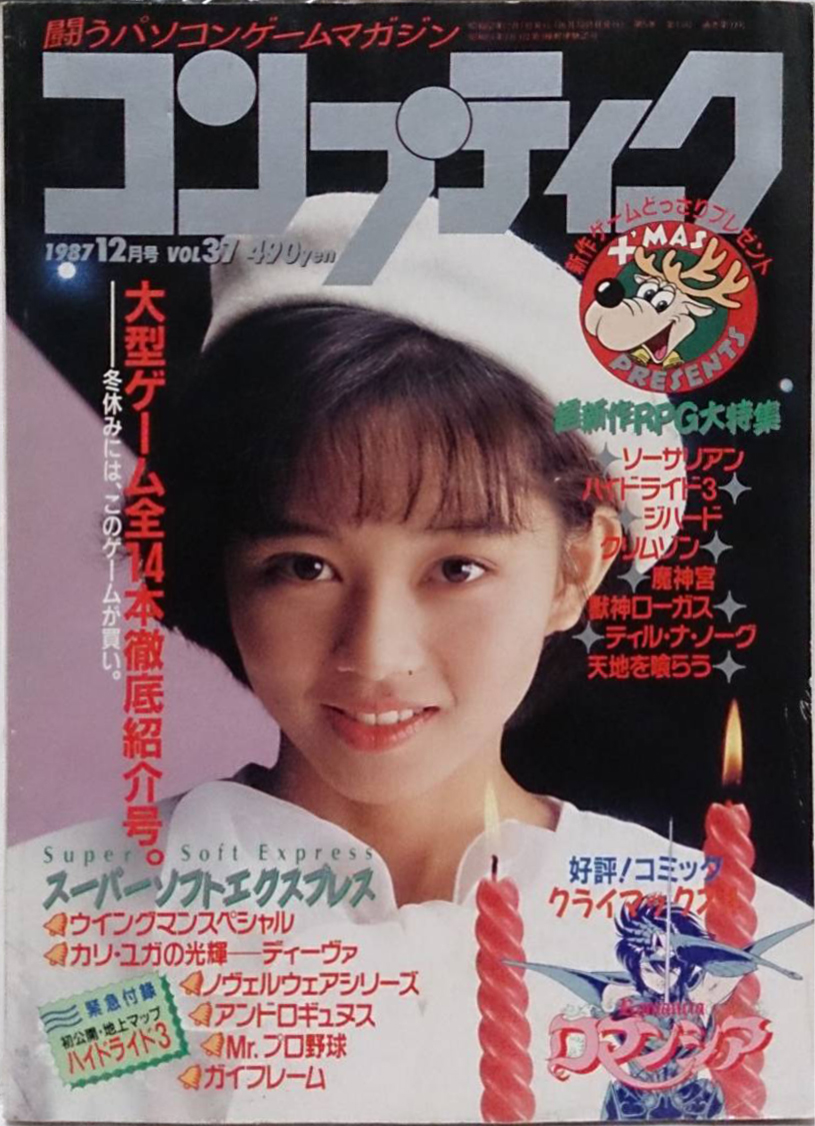 闘うパソコンゲームマガジン
コンプティーク
1987 12月号 VOL37 490yen
新作ゲームどっさりプレゼント
X'MAS
PRESENTS
大型ゲーム全14本徹底紹介号。
──冬休みには、このゲームが買い。
超新作RPG大特集
ソーサリアン
ハイドライド3
ジハード
クリムゾン
魔神宮
獣神ローガス
ティル・ナ・ノーグ
天地を喰らう
Super Soft Express
スーパーソフトエクスプレス
ウイングマンスペシャル
カリ・ユガの光輝──ディーヴァ
ノヴェルウェアシリーズ
アンドロギュヌス
Mr.プロ野球
ガイフレーム
緊急付録
初公開・地上マップ
ハイドライド3
好評!コミック
クライマックス
ロマンシア